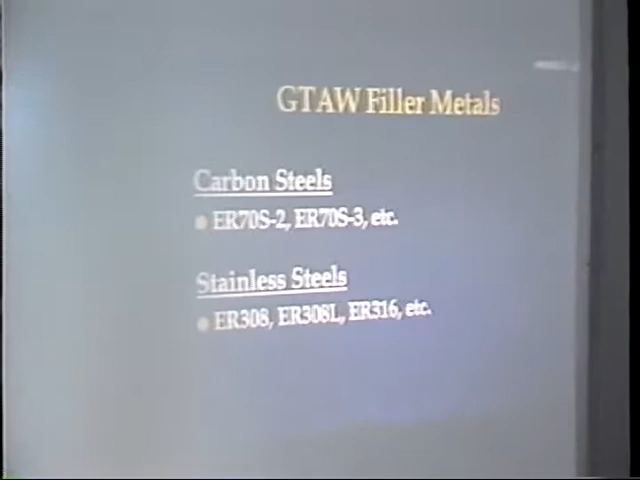 GTAW Filler Metals
Carbon Steels
ER70S-2, ER70S-3, etc.
Stainless Steels
ER308, ER308L, ER316, etc.